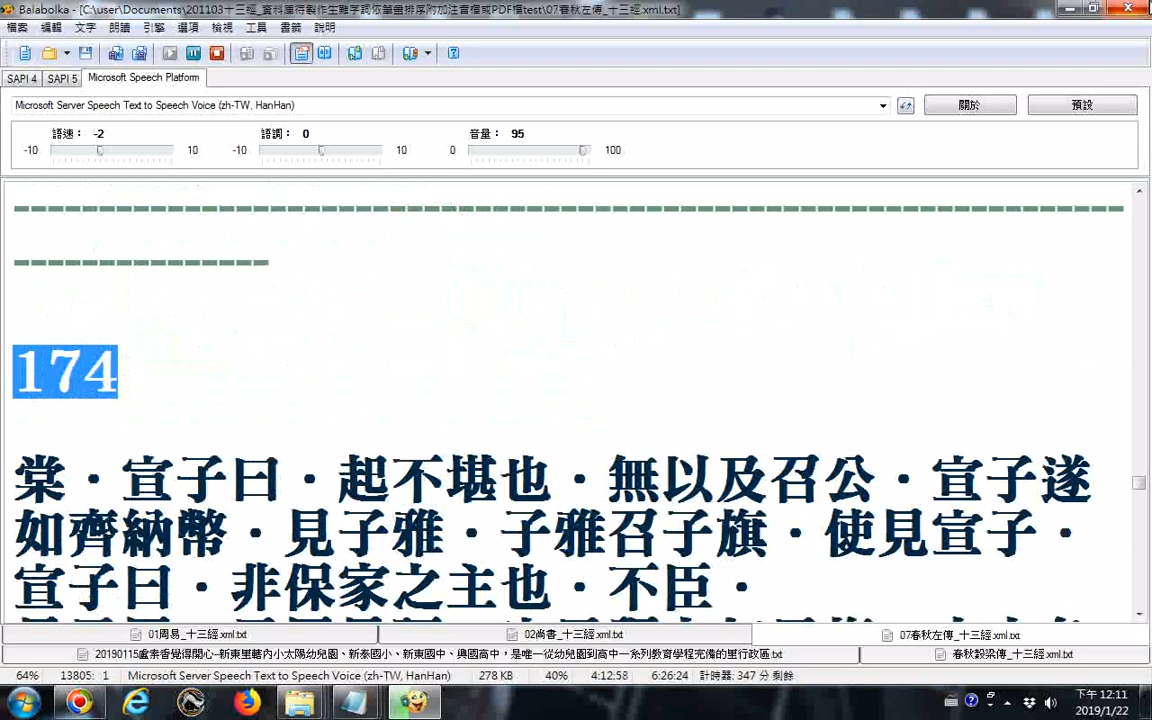 Balabolka - [C:\user\Documents\201103十三經_資料庫待製作生難字詞依筆畫排序附加注音檔或PDF檔test\07春秋左傳_十三經.xml.txt]
檔案 編輯 文字 朗讀 引擎 選項 檢視 工具 書籤 說明
SAPI 4 SAPI 5 Microsoft Speech Platform
Microsoft Server Speech Text to Speech Voice (zh-TW, HanHan) 關於 預設
語速： -2 語調： 0 音量： 95
-10 10 -10 10 0 100
174
棠．宣子曰．起不堪也．無以及召公．宣子遂
如齊納幣．見子雅．子雅召子旗．使見宣子．
宣子曰．非保家之主也．不臣．
01周易_十三經.xml.txt 02尚書_十三經.xml.txt 07春秋左傳_十三經.xml.txt
20190115盧素香覺得開心--新東里轄內小太陽幼兒園、新泰國小、新東國中、興國高中，是唯一從幼兒園到高中一系列教育學程完備的里行政區.txt 春秋穀梁傳_十三經.xml.txt
64% 13805: 1 Microsoft Server Speech Text to Speech Voice (zh-TW, HanHan) 278 KB 40% 4:12:58 6:26:24 計時器: 347 分 剩餘
下午 12:11
2019/1/22